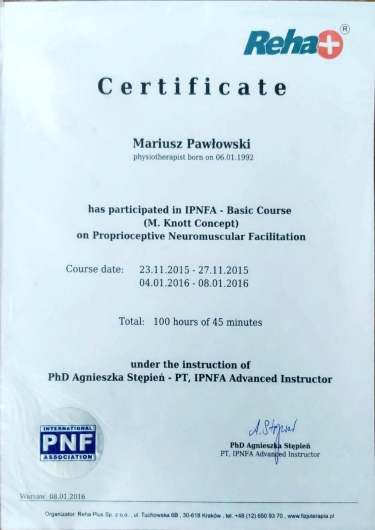 Reha+®
Certificate
Mariusz Pawłowski
physiotherapist born on 06.01.1992
has participated in IPNFA - Basic Course
(M. Knott Concept)
on Proprioceptive Neuromuscular Facilitation
Course date: 23.11.2015 - 27.11.2015
04.01.2016 - 08.01.2016
Total: 100 hours of 45 minutes
under the instruction of
PhD Agnieszka Stępień - PT, IPNFA Advanced Instructor
INTERNATIONAL
PNF
ASSOCIATION
A. Stępień
PhD Agnieszka Stępień
PT, IPNFA Advanced Instructor
Warsaw 08.01.2016
Organizator: Reha Plus Sp. z o.o. , ul. Tuchowska 6B , 30-618 Kraków , tel. +48 (12) 650 93 70 , www.fizjoterapia.pl